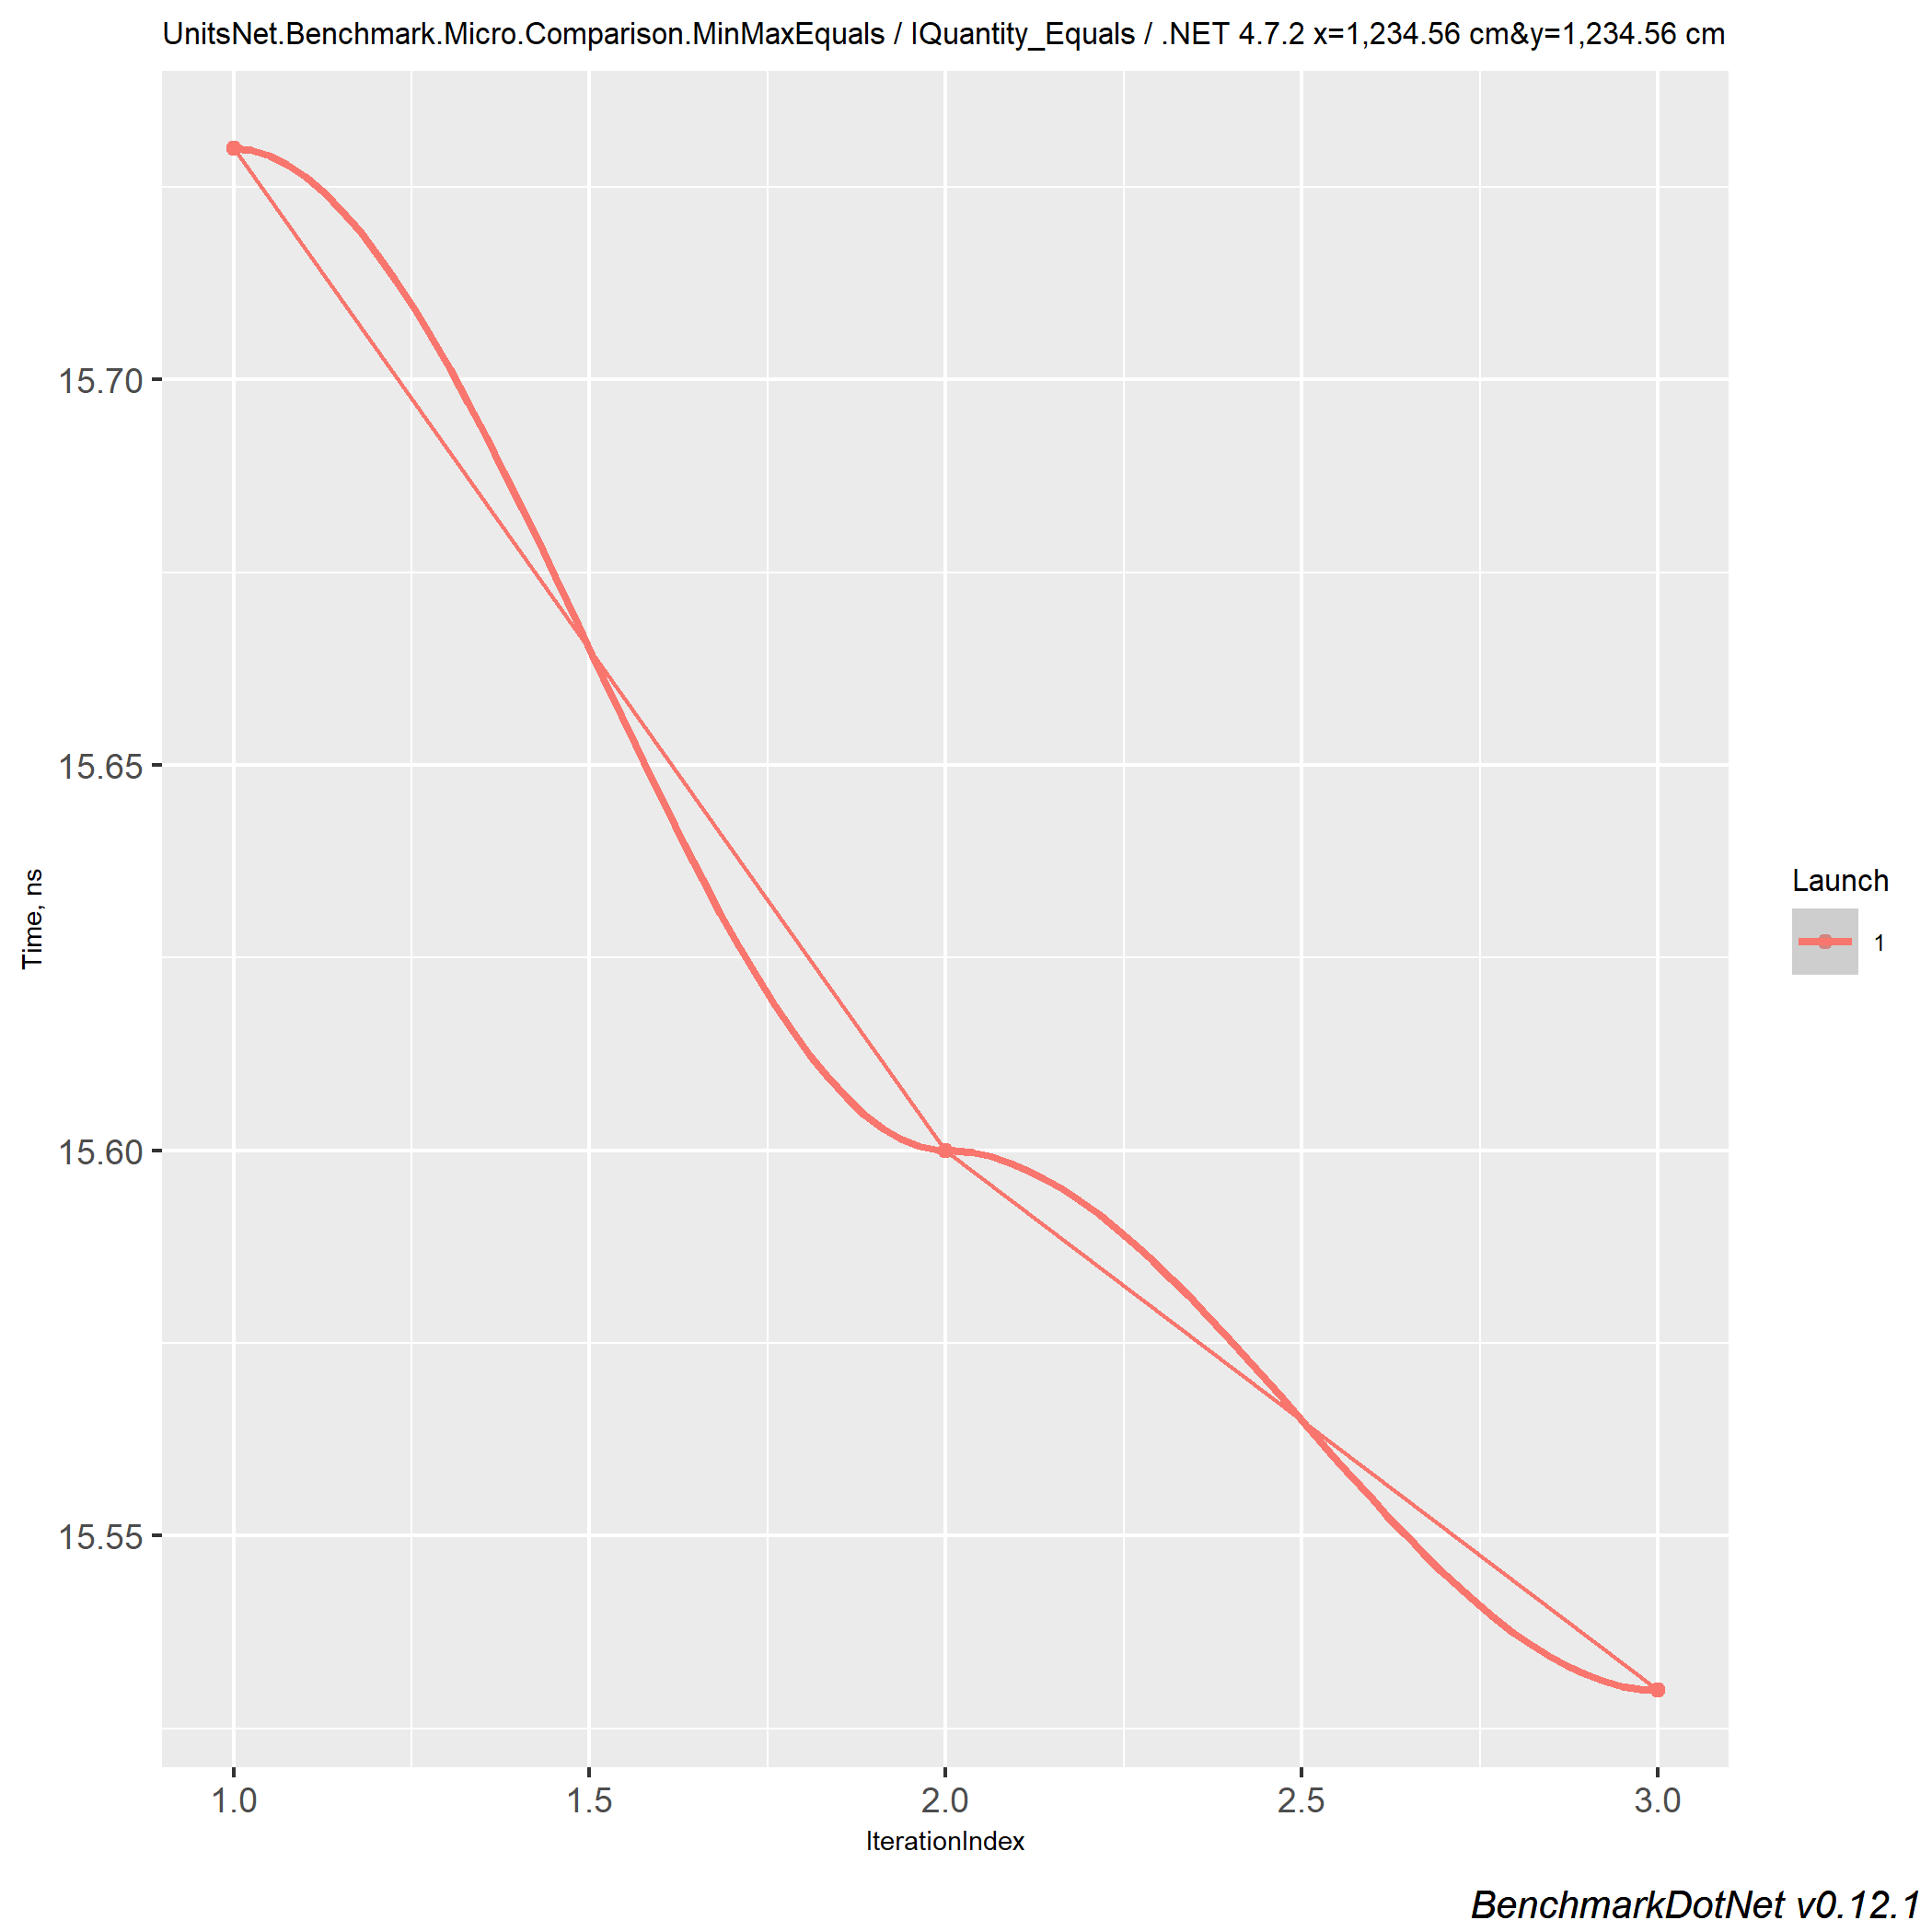 UnitsNet.Benchmark.Micro.Comparison.MinMaxEquals / IQuantity_Equals / .NET 4.7.2 x=1,234.56 cm&y=1,234.56 cm
15.70
15.65
15.60
15.55
Time, ns
1.0
1.5
2.0
2.5
3.0
IterationIndex
Launch
1
BenchmarkDotNet v0.12.1